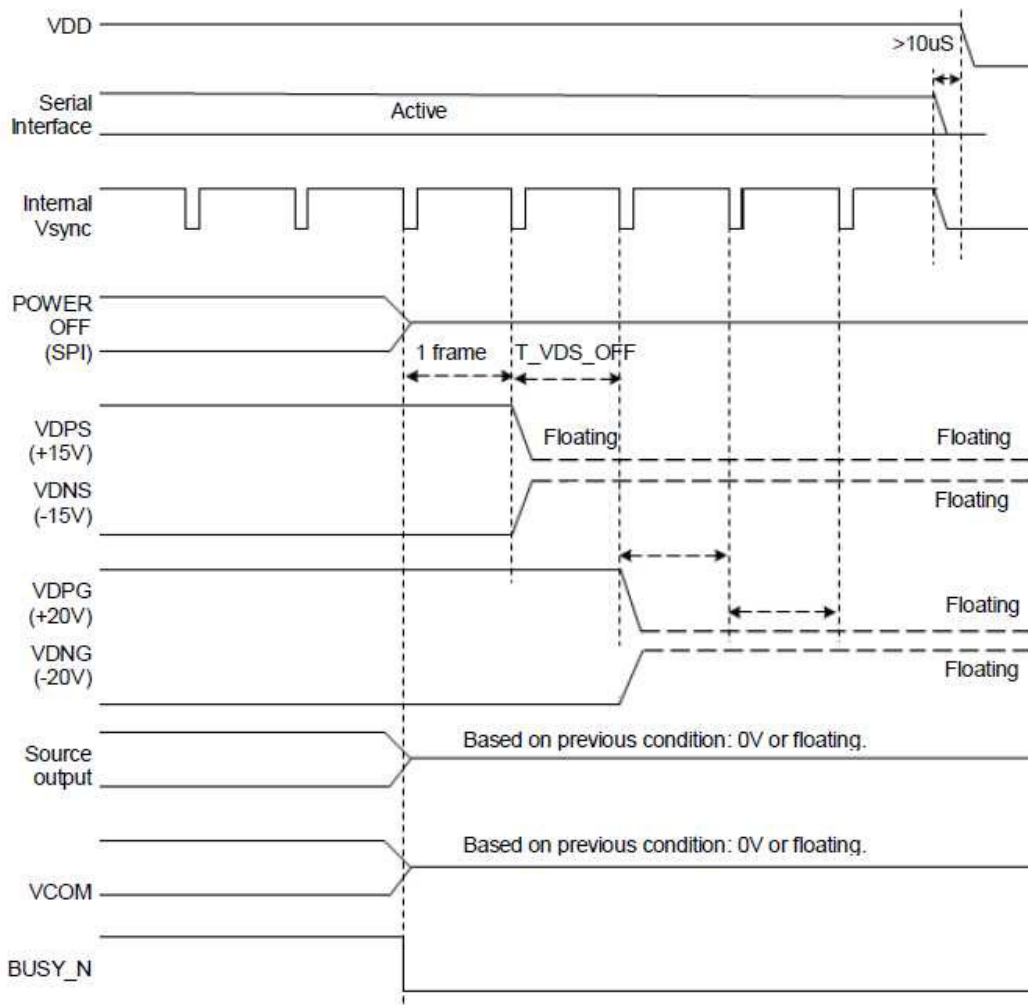 VDD
>10uS
Serial
Interface
Active
Internal
Vsync
POWER
OFF
(SPI)
1 frame
T_VDS_OFF
VDPS
(+15V)
Floating
Floating
VDNS
(-15V)
Floating
VDPG
(+20V)
Floating
VDNG
(-20V)
Floating
Source
output
Based on previous condition: 0V or floating.
VCOM
Based on previous condition: 0V or floating.
BUSY_N